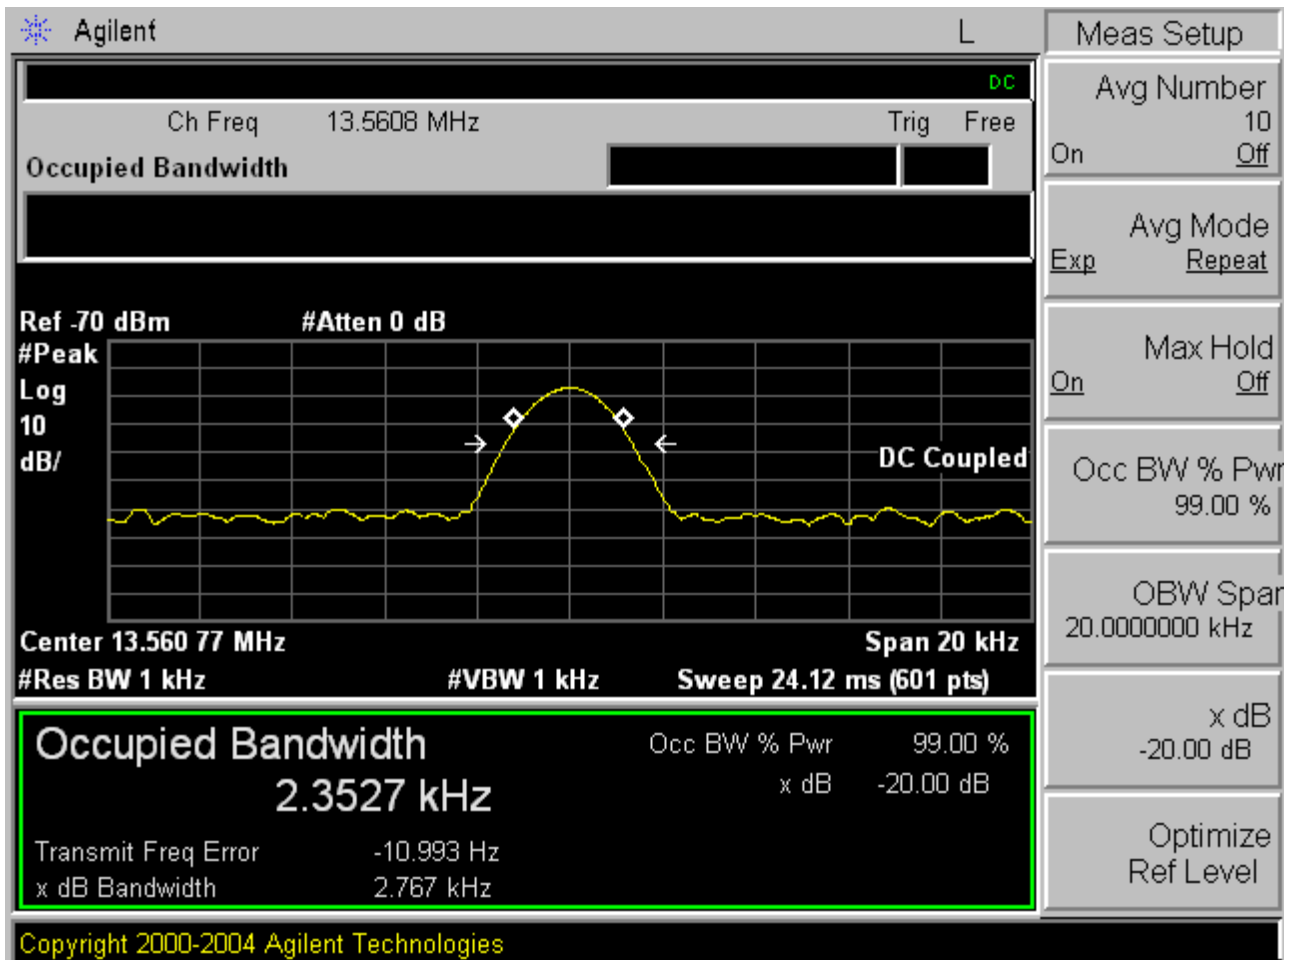 Agilent L
DC
Ch Freq 13.5608 MHz Trig Free
Occupied Bandwidth
Ref -70 dBm #Atten 0 dB
#Peak
Log
10
dB/
DC Coupled
Center 13.560 77 MHz Span 20 kHz
#Res BW 1 kHz #VBW 1 kHz Sweep 24.12 ms (601 pts)
Occupied Bandwidth
2.3527 kHz
Occ BW % Pwr 99.00 %
x dB -20.00 dB
Transmit Freq Error -10.993 Hz
x dB Bandwidth 2.767 kHz
Copyright 2000-2004 Agilent Technologies
Meas Setup
Avg Number
10
On Off
Avg Mode
Exp Repeat
Max Hold
On Off
Occ BW % Pwr
99.00 %
OBW Span
20.0000000 kHz
x dB
-20.00 dB
Optimize
Ref Level